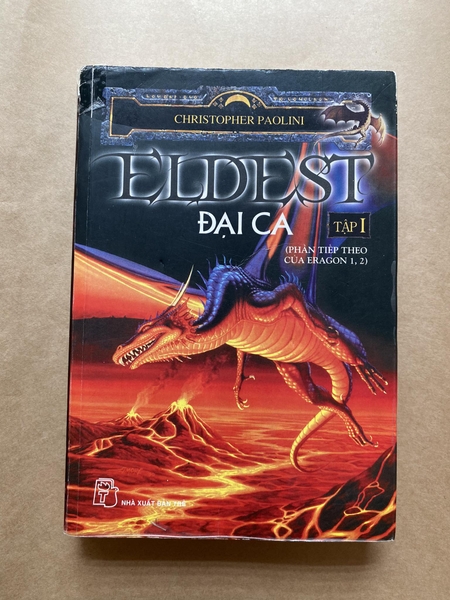 CHRISTOPHER PAOLINI
ELDEST
ĐẠI CA
TẬP I
(PHẦN TIẾP THEO
CỦA ERAGON 1, 2)
T
NHÀ XUẤT BẢN TRẺ